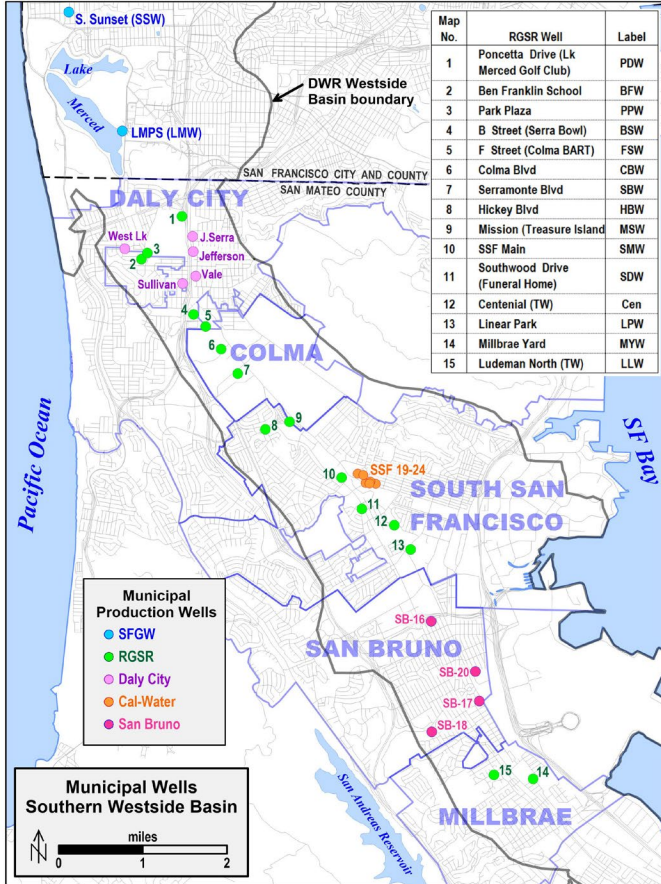 S. Sunset (SSW)
Lake
Merced
LMPS (LMW)
DWR Westside
Basin boundary
SAN FRANCISCO CITY AND COUNTY
SAN MATEO COUNTY
Map No. RGSR Well Label
1 Poncetta Drive (Lk Merced Golf Club) PDW
2 Ben Franklin School BFW
3 Park Plaza PPW
4 B Street (Serra Bowl) BSW
5 F Street (Colma BART) FSW
6 Colma Blvd CBW
7 Serramonte Blvd SBW
8 Hickey Blvd HBW
9 Mission (Treasure Island MSW
10 SSF Main SMW
11 Southwood Drive (Funeral Home) SDW
12 Centennial (TW) Cen
13 Linear Park LPW
14 Millbrae Yard MYW
15 Ludeman North (TW) LLW
DALY CITY
1
J.Serra
West Lk
3
Jefferson
2
Vale
Sullivan
4
5
6
COLMA
7
8
9
10
SSF 19-24
SOUTH SAN
FRANCISCO
11
12
13
Pacific Ocean
SF Bay
Municipal
Production Wells
SFGW
RGSR
Daly City
Cal-Water
San Bruno
SB-16
SAN BRUNO
SB-20
SB-17
SB-18
15
14
MILLBRAE
San Andreas Reservoir
Municipal Wells
Southern Westside Basin
N
miles
0 1 2